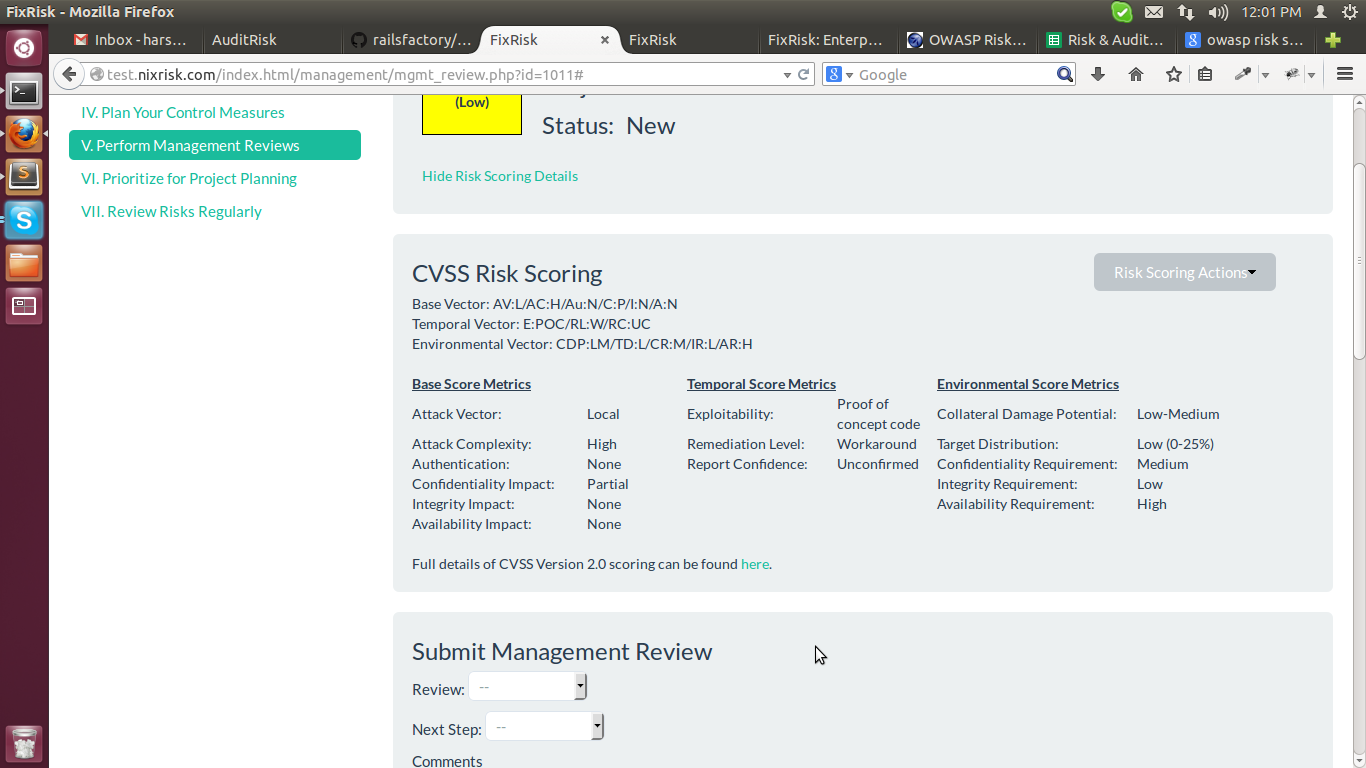 FixRisk - Mozilla Firefox
12:01 PM
Inbox - hars...
AuditRisk
railsfactory/...
FixRisk
FixRisk
FixRisk: Enterp...
OWASP Risk...
Risk & Audit...
owasp risk s...
test.nixrisk.com/index.html/management/mgmt_review.php?id=1011#
Google
IV. Plan Your Control Measures
V. Perform Management Reviews
VI. Prioritize for Project Planning
VII. Review Risks Regularly
(Low)
Status: New
Hide Risk Scoring Details
CVSS Risk Scoring
Risk Scoring Actions
Base Vector: AV:L/AC:H/Au:N/C:P/I:N/A:N
Temporal Vector: E:POC/RL:W/RC:UC
Environmental Vector: CDP:LM/TD:L/CR:M/IR:L/AR:H
Base Score Metrics
Attack Vector: Local
Attack Complexity: High
Authentication: None
Confidentiality Impact: Partial
Integrity Impact: None
Availability Impact: None
Temporal Score Metrics
Exploitability: Proof of
concept code
Remediation Level: Workaround
Report Confidence: Unconfirmed
Environmental Score Metrics
Collateral Damage Potential: Low-Medium
Target Distribution: Low (0-25%)
Confidentiality Requirement: Medium
Integrity Requirement: Low
Availability Requirement: High
Full details of CVSS Version 2.0 scoring can be found here.
Submit Management Review
Review: --
Next Step: --
Comments